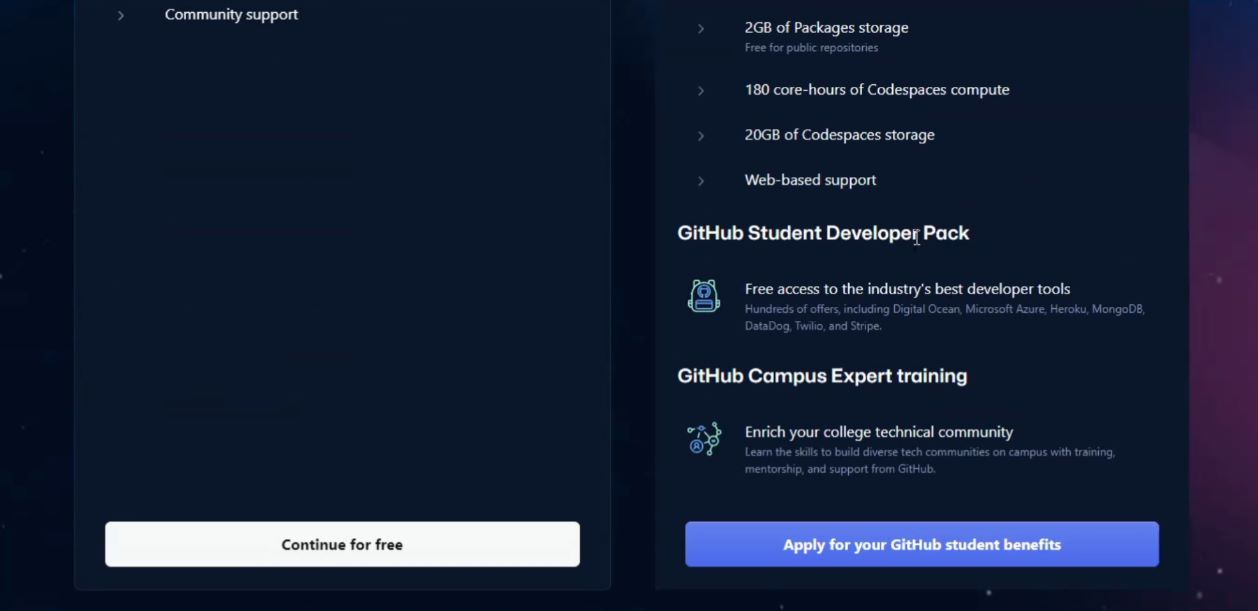 Community support
2GB of Packages storage
Free for public repositories
180 core-hours of Codespaces compute
20GB of Codespaces storage
Web-based support
GitHub Student Developer Pack
Free access to the industry's best developer tools
Hundreds of offers, including Digital Ocean, Microsoft Azure, Heroku, MongoDB,
DataDog, Twilio, and Stripe.
GitHub Campus Expert training
Enrich your college technical community
Learn the skills to build diverse tech communities on campus with training,
mentorship, and support from GitHub.
Continue for free
Apply for your GitHub student benefits